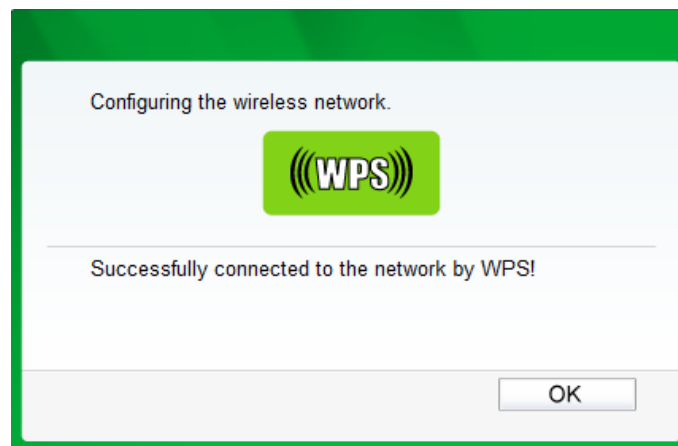 Configuring the wireless network.
(((WPS)))
Successfully connected to the network by WPS!
OK